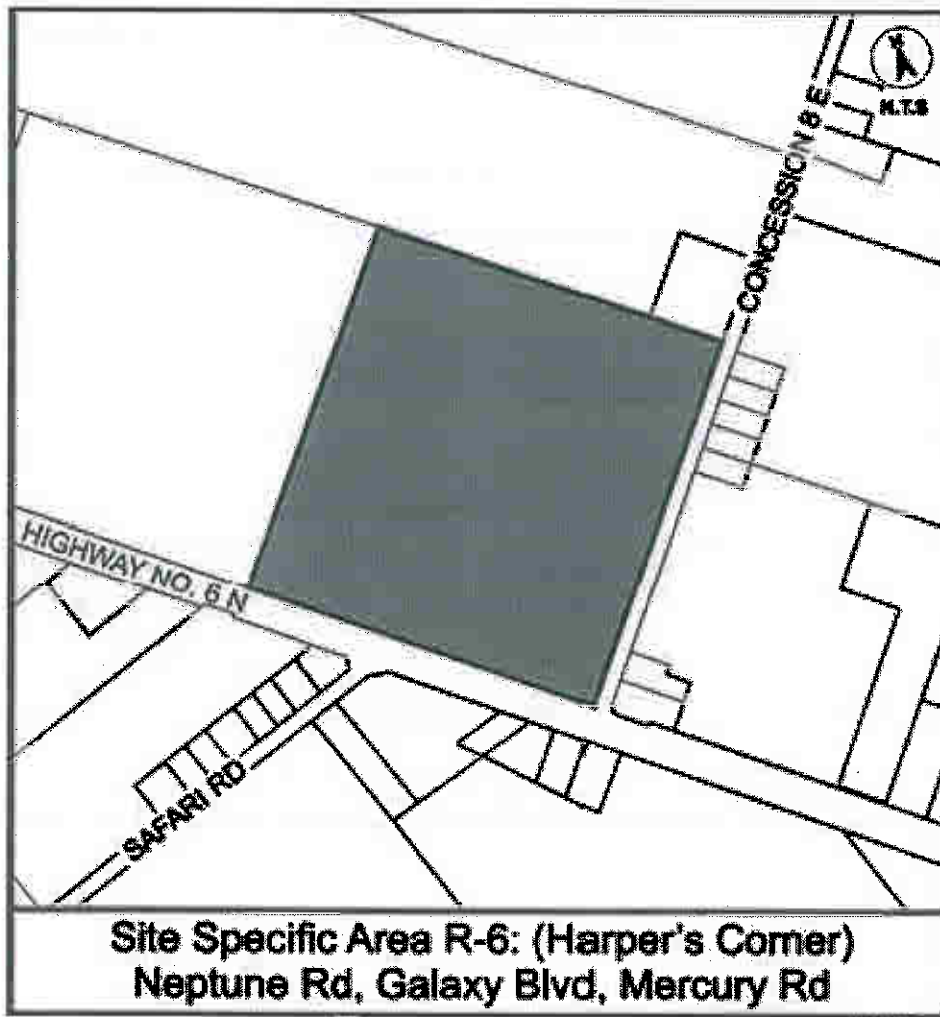 N.T.S
CONCESSION 8 E
HIGHWAY NO. 6 N
SAFARI RD
Site Specific Area R-6: (Harper's Corner)
Neptune Rd, Galaxy Blvd, Mercury Rd